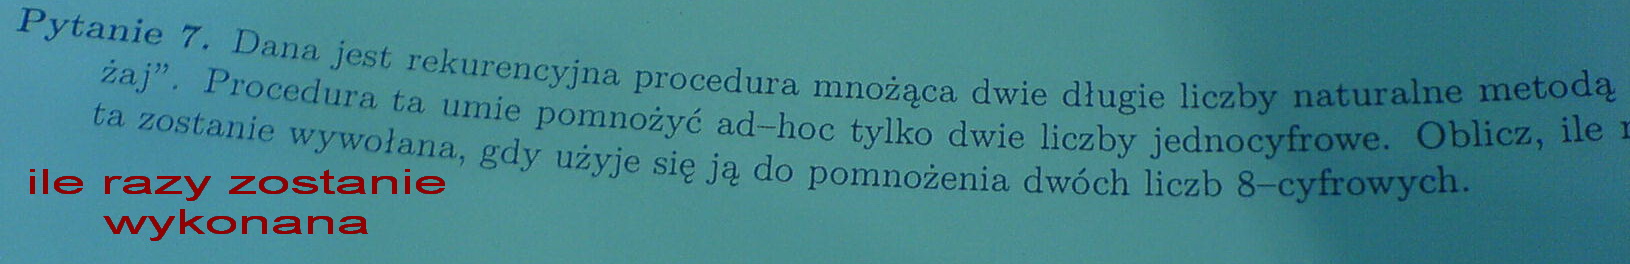 Pytanie 7. Dana jest rekurencyjna procedura mnożąca dwie długie liczby naturalne metodą
żaj”. Procedura ta umie pomnożyć ad–hoc tylko dwie liczby jednocyfrowe. Oblicz, ile
ta zostanie wywołana, gdy użyje się ją do pomnożenia dwóch liczb 8–cyfrowych.
ile razy zostanie
wykonana